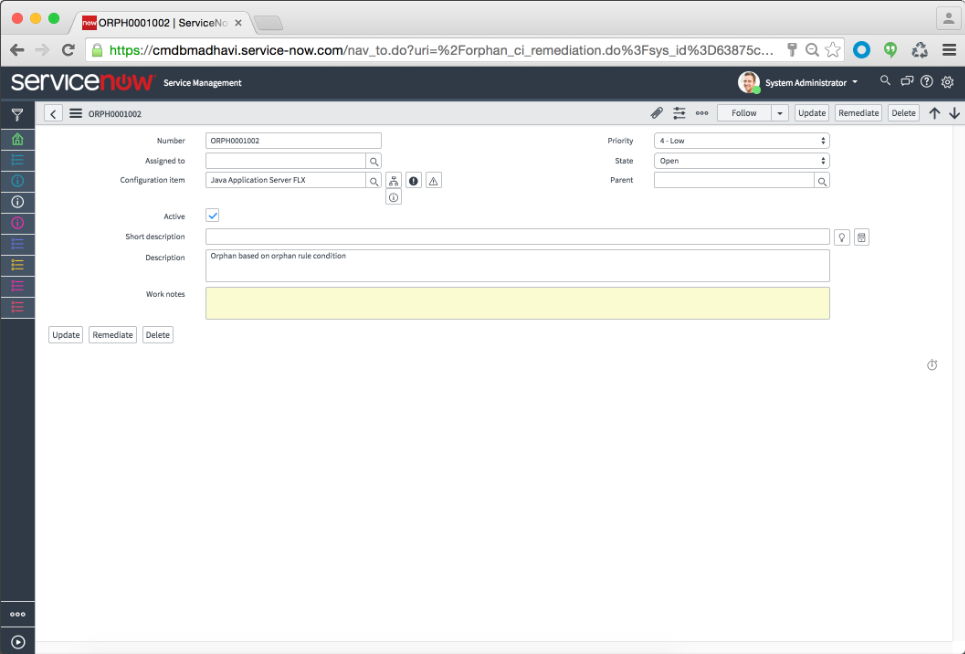 now ORPH0001002 | ServiceNo
https://cmdbmadhavi.service-now.com/nav_to.do?uri=%2Forphan_ci_remediation.do%3Fsys_id%3D63875c...
servicenow Service Management System Administrator
ORPH0001002 Follow Update Remediate Delete
Number ORPH0001002 Priority 4 - Low
Assigned to State Open
Configuration item Java Application Server FLX Parent
Active
Short description
Description Orphan based on orphan rule condition
Work notes
Update Remediate Delete